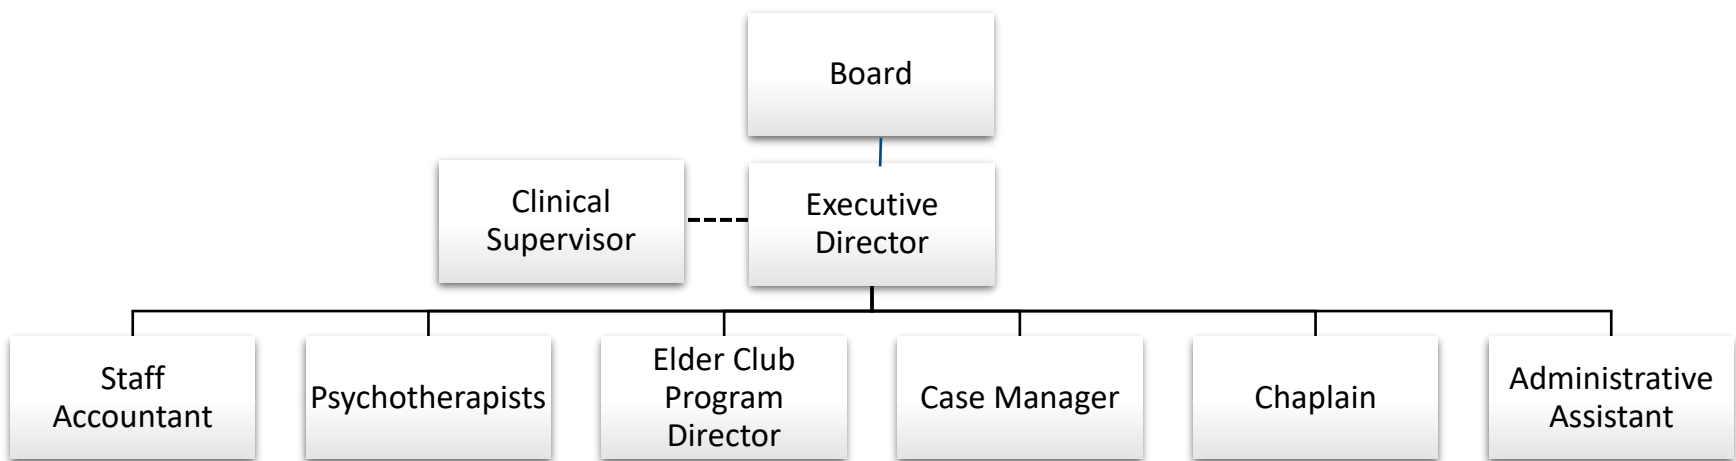 Board
Clinical
Supervisor
Executive
Director
Staff
Accountant
Psychotherapists
Elder Club
Program
Director
Case Manager
Chaplain
Administrative
Assistant